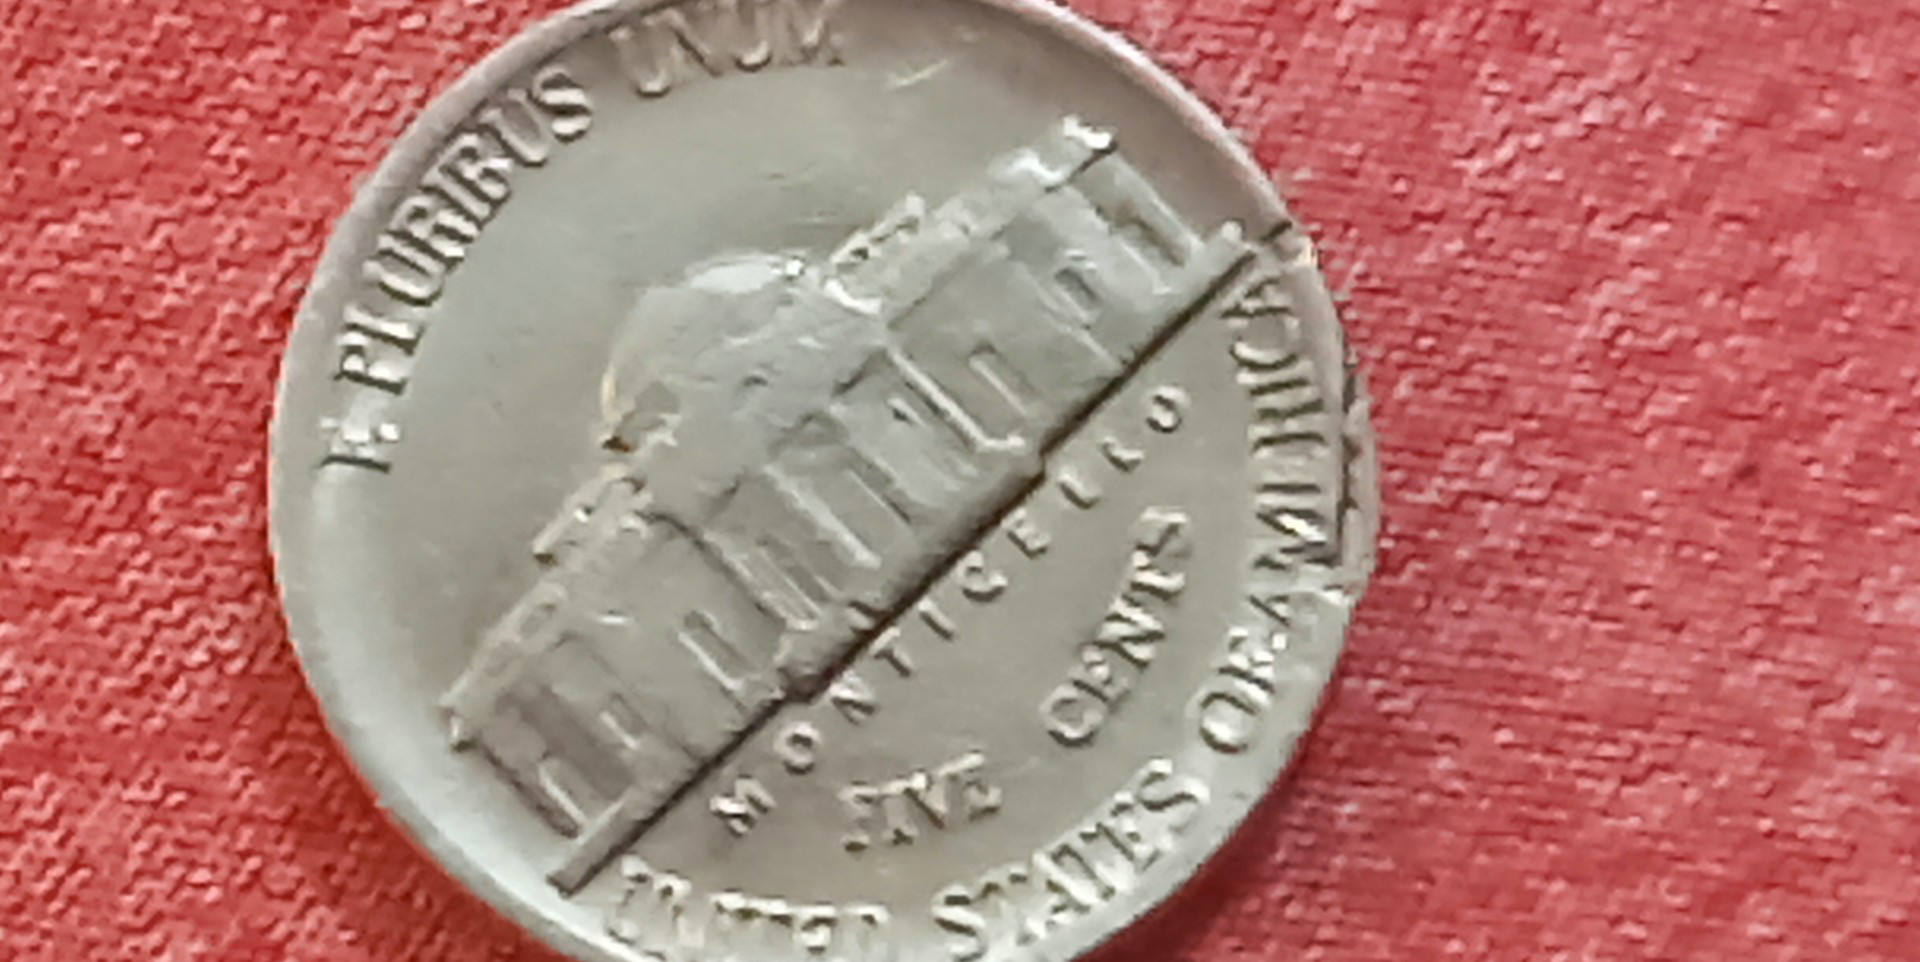 E PLURIBUS UNUM
MONTICELLO
FIVE CENTS
UNITED STATES OF AMERICA